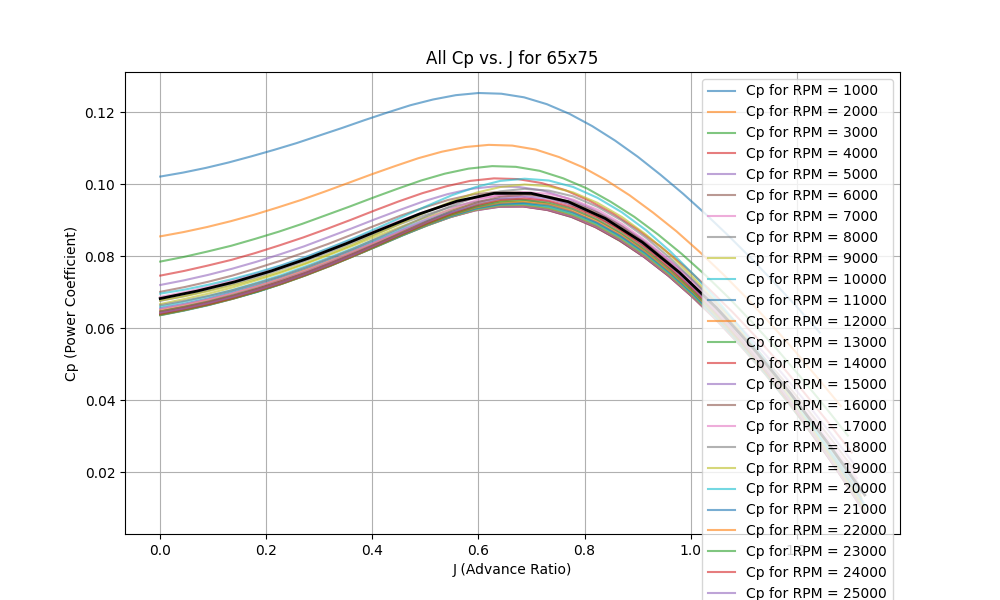 All Cp vs. J for 65x75
Cp (Power Coefficient)
0.12
0.10
0.08
0.06
0.04
0.02
0.0
0.2
0.4
0.6
0.8
1.0
J (Advance Ratio)
Cp for RPM = 1000
Cp for RPM = 2000
Cp for RPM = 3000
Cp for RPM = 4000
Cp for RPM = 5000
Cp for RPM = 6000
Cp for RPM = 7000
Cp for RPM = 8000
Cp for RPM = 9000
Cp for RPM = 10000
Cp for RPM = 11000
Cp for RPM = 12000
Cp for RPM = 13000
Cp for RPM = 14000
Cp for RPM = 15000
Cp for RPM = 16000
Cp for RPM = 17000
Cp for RPM = 18000
Cp for RPM = 19000
Cp for RPM = 20000
Cp for RPM = 21000
Cp for RPM = 22000
Cp for RPM = 23000
Cp for RPM = 24000
Cp for RPM = 25000